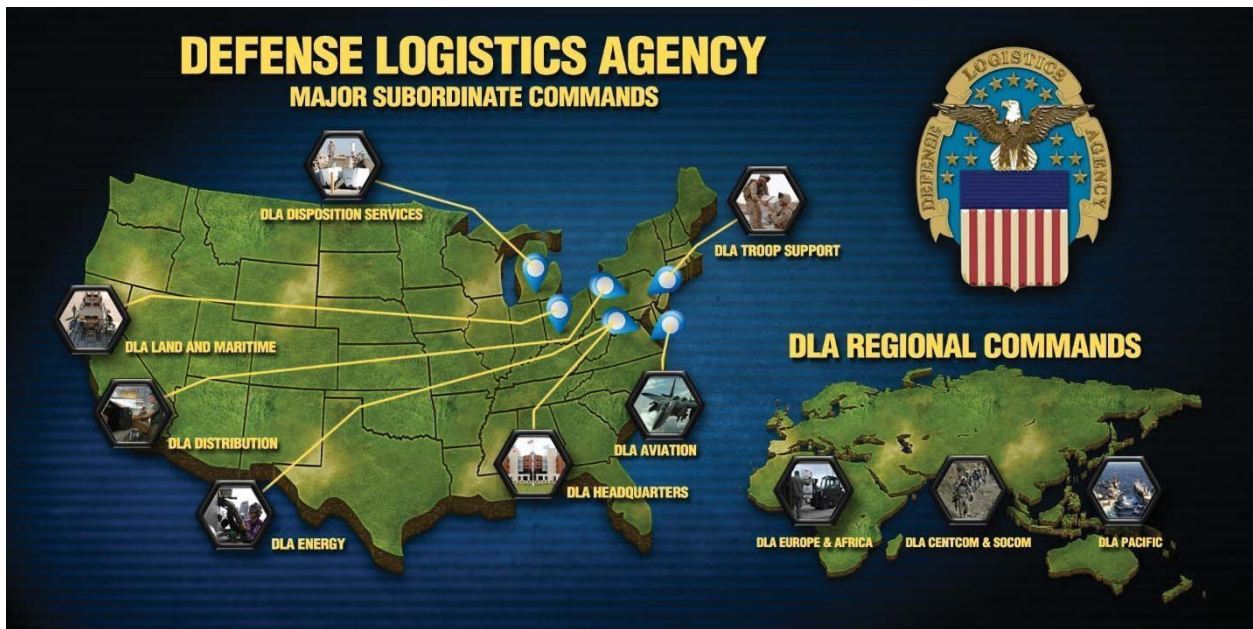 DEFENSE LOGISTICS AGENCY
MAJOR SUBORDINATE COMMANDS
DLA DISPOSITION SERVICES
DLA TROOP SUPPORT
DLA LAND AND MARITIME
DLA DISTRIBUTION
DLA ENERGY
DLA HEADQUARTERS
DLA AVIATION
DEFENSE LOGISTICS AGENCY
DLA REGIONAL COMMANDS
DLA EUROPE & AFRICA
DLA CENTCOM & SOCOM
DLA PACIFIC